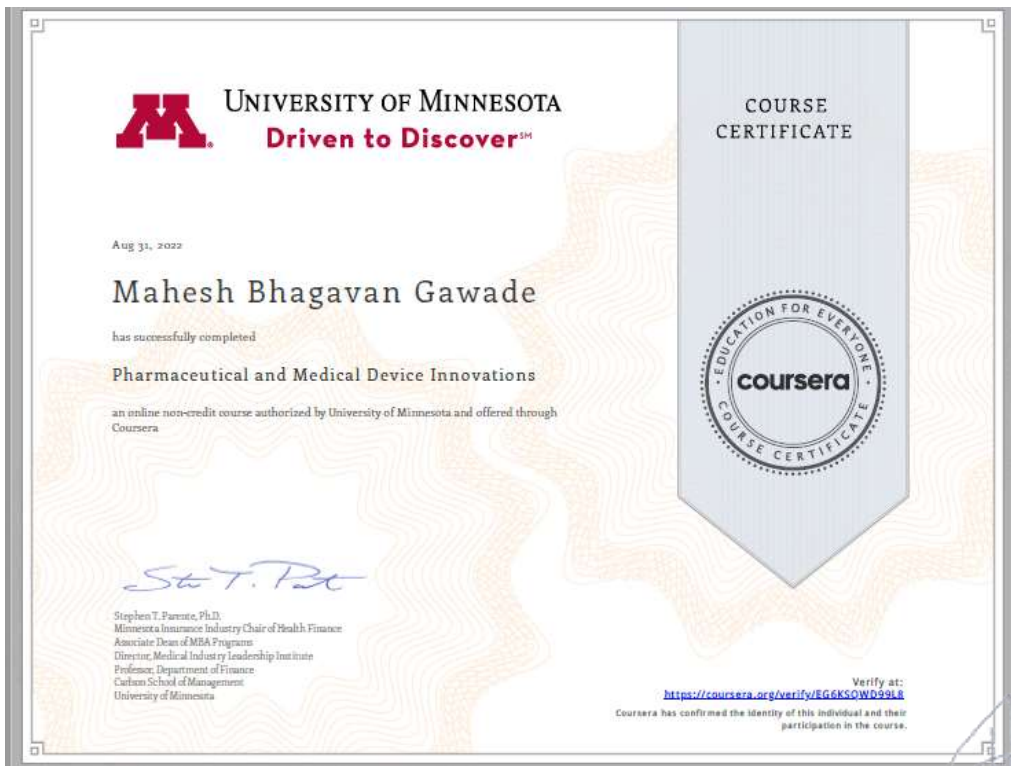 UNIVERSITY OF MINNESOTA
Driven to Discover℠
COURSE
CERTIFICATE
Aug 31, 2022
Mahesh Bhagavan Gawade
has successfully completed
Pharmaceutical and Medical Device Innovations
an online non-credit course authorized by University of Minnesota and offered through
Coursera
EDUCATION FOR EVERYONE
coursera
COURSE CERTIFICATE
Stephen T. Parente, Ph.D.
Minnesota Insurance Industry Chair of Health Finance
Associate Dean of MBA Programs
Director, Medical Industry Leadership Institute
Professor, Department of Finance
Carlson School of Management
University of Minnesota
Verify at:
https://coursera.org/verify/EG6KSQWD99L8
Coursera has confirmed the identity of this individual and their
participation in the course.